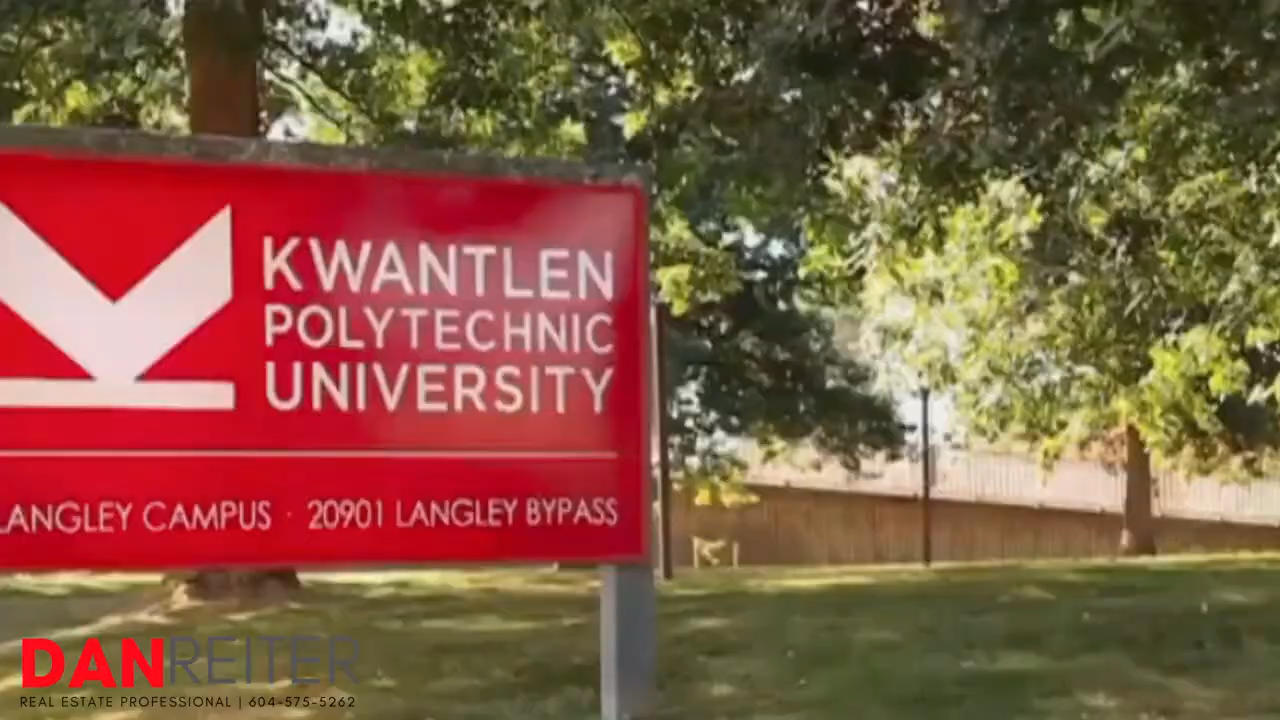 KWANTLEN
POLYTECHNIC
UNIVERSITY
LANGLEY CAMPUS · 20901 LANGLEY BYPASS
DANREITER
REAL ESTATE PROFESSIONAL | 604-575-5262